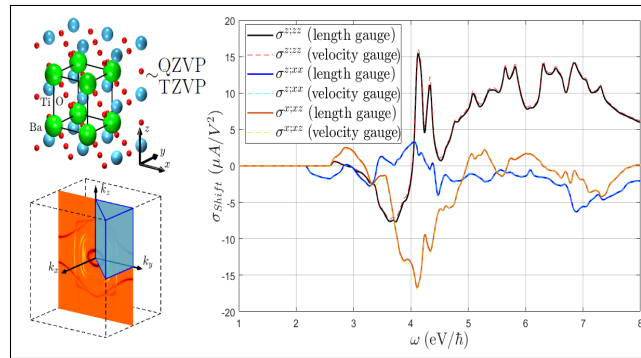 ~QZVP
TZVP
Ti
O
Ba
z
y
x
k_z
k_x
k_y
σ^{z;zz} (length gauge)
σ^{z;zz} (velocity gauge)
σ^{z;xx} (length gauge)
σ^{z;xx} (velocity gauge)
σ^{x;xz} (length gauge)
σ^{x;xz} (velocity gauge)
σ_{Shift} (μA/V^2)
20
15
10
5
0
-5
-10
-15
-20
1
2
3
4
5
6
7
8
ω (eV/ħ)